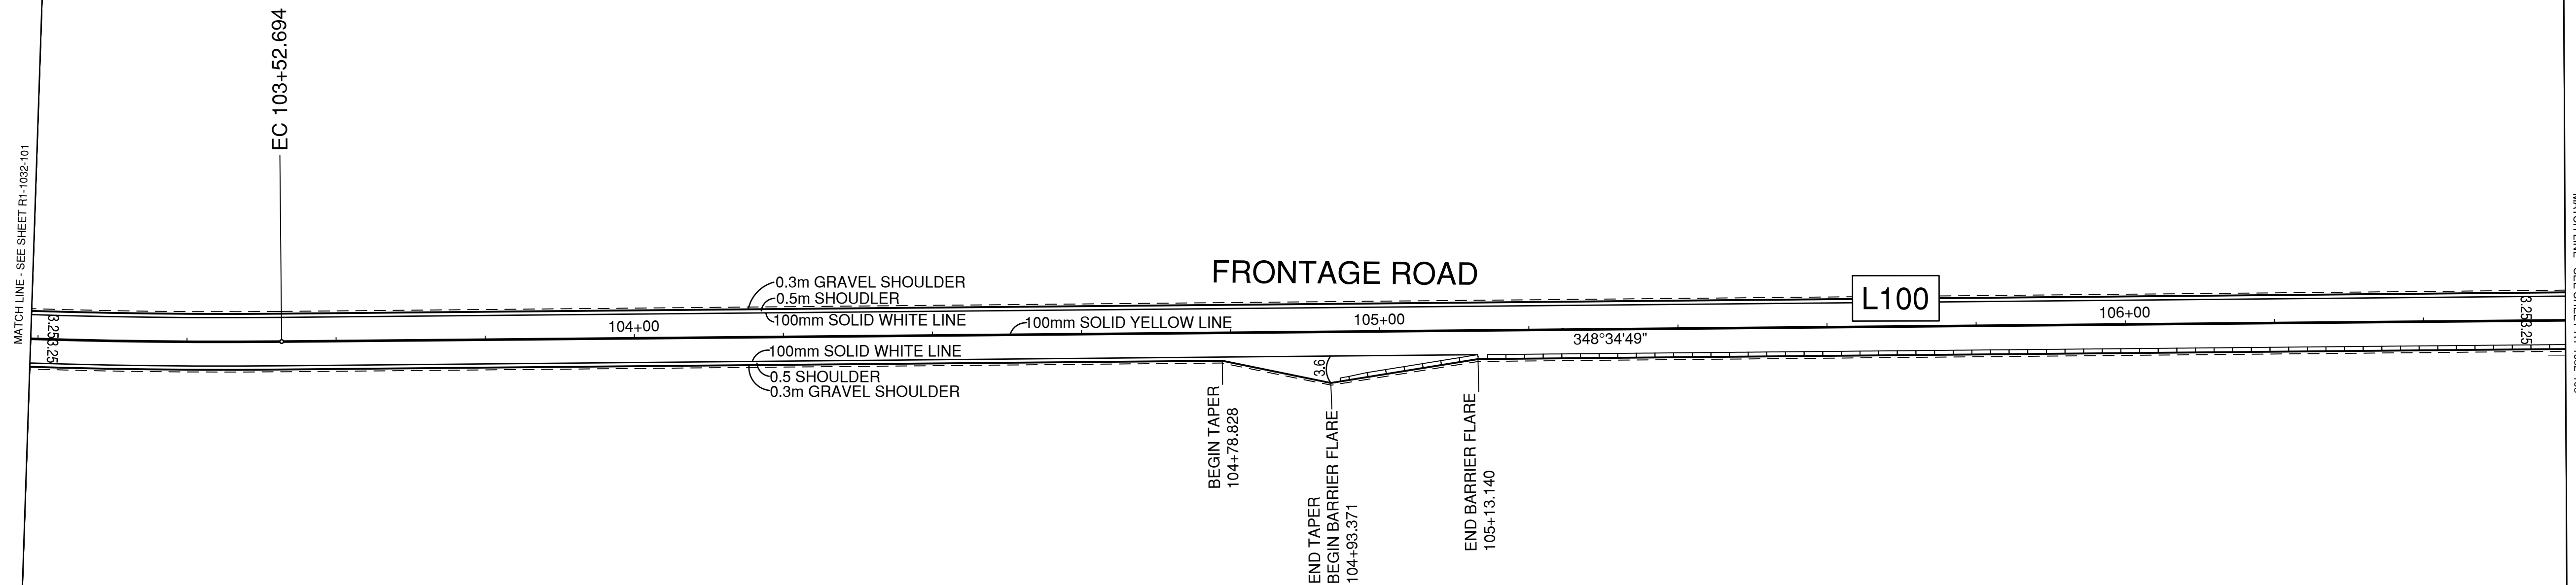 EC 103+52.694
MATCH LINE - SEE SHEET R1-1032-101
FRONTAGE ROAD
L100
0.3m GRAVEL SHOULDER
0.5m SHOUDLER
100mm SOLID WHITE LINE
100mm SOLID YELLOW LINE
104+00
105+00
106+00
348°34'49"
3.25
3.25
3.25
3.25
100mm SOLID WHITE LINE
0.5 SHOULDER
0.3m GRAVEL SHOULDER
3.6
BEGIN TAPER
104+78.828
END TAPER
BEGIN BARRIER FLARE
104+93.371
END BARRIER FLARE
105+13.140